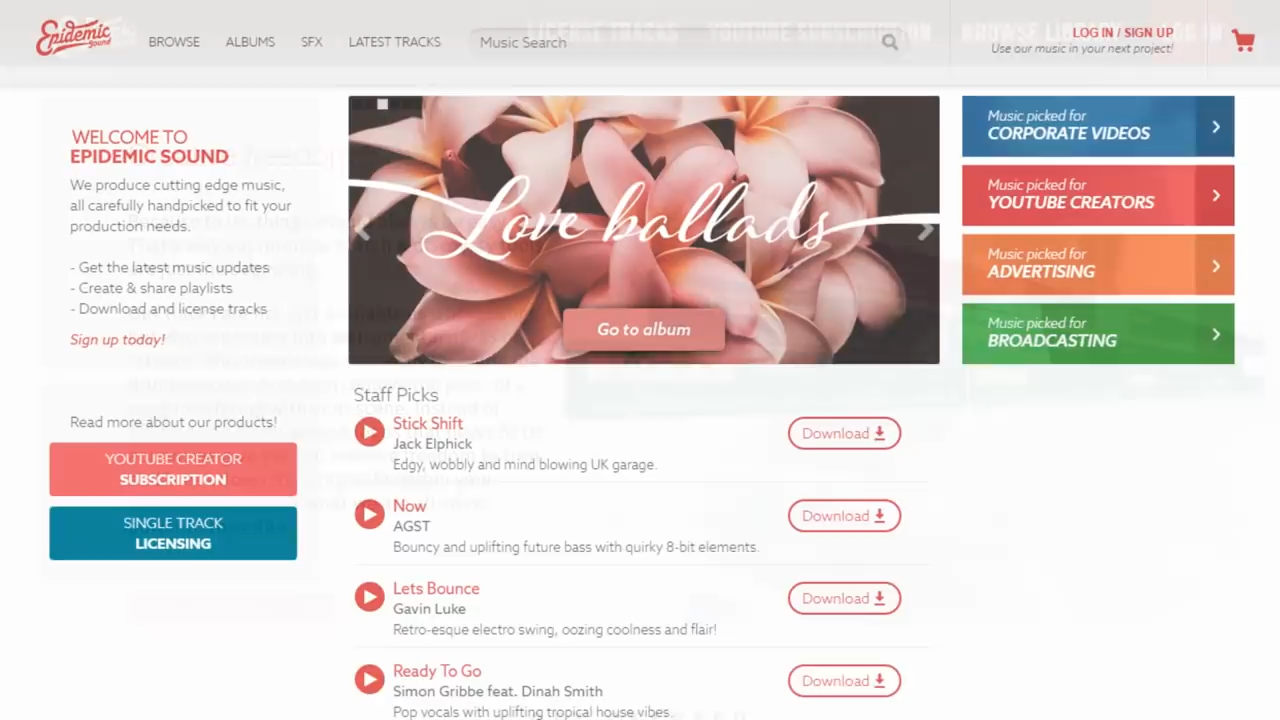 Epidemic
Sound
BROWSE
ALBUMS
SFX
LATEST TRACKS
Music Search
LOG IN / SIGN UP
Use our music in your next project!
LICENSE TRACKS
YOUTUBE SUBSCRIPTION
BROWSE LIBRARY
WELCOME TO
EPIDEMIC SOUND
We produce cutting edge music,
all carefully handpicked to fit your
production needs.
- Get the latest music updates
- Create & share playlists
- Download and license tracks
Sign up today!
Read more about our products!
YOUTUBE CREATOR
SUBSCRIPTION
SINGLE TRACK
LICENSING
Love ballads
Go to album
Music picked for
CORPORATE VIDEOS
Music picked for
YOUTUBE CREATORS
Music picked for
ADVERTISING
Music picked for
BROADCASTING
Staff Picks
Stick Shift
Jack Elphick
Edgy, wobbly and mind blowing UK garage.
Download
Now
AGST
Bouncy and uplifting future bass with quirky 8-bit elements.
Download
Lets Bounce
Gavin Luke
Retro-esque electro swing, oozing coolness and flair!
Download
Ready To Go
Simon Gribbe feat. Dinah Smith
Pop vocals with uplifting tropical house vibes.
Download